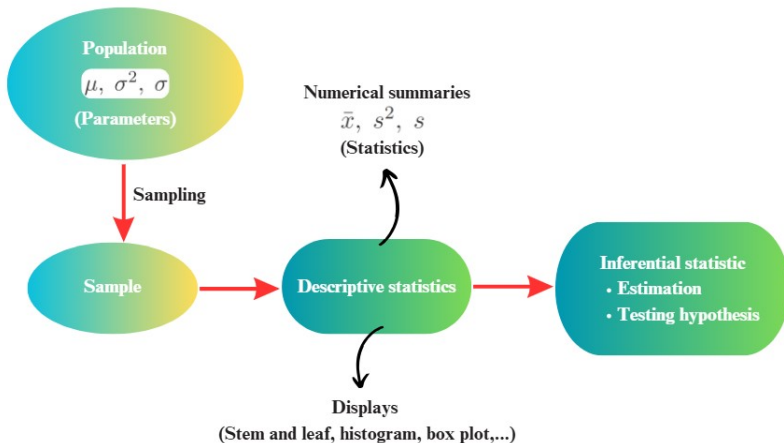 Population
μ, σ², σ
(Parameters)
Numerical summaries
x̄, s², s
(Statistics)
Sampling
Sample
Descriptive statistics
Inferential statistic
• Estimation
• Testing hypothesis
Displays
(Stem and leaf, histogram, box plot,...)